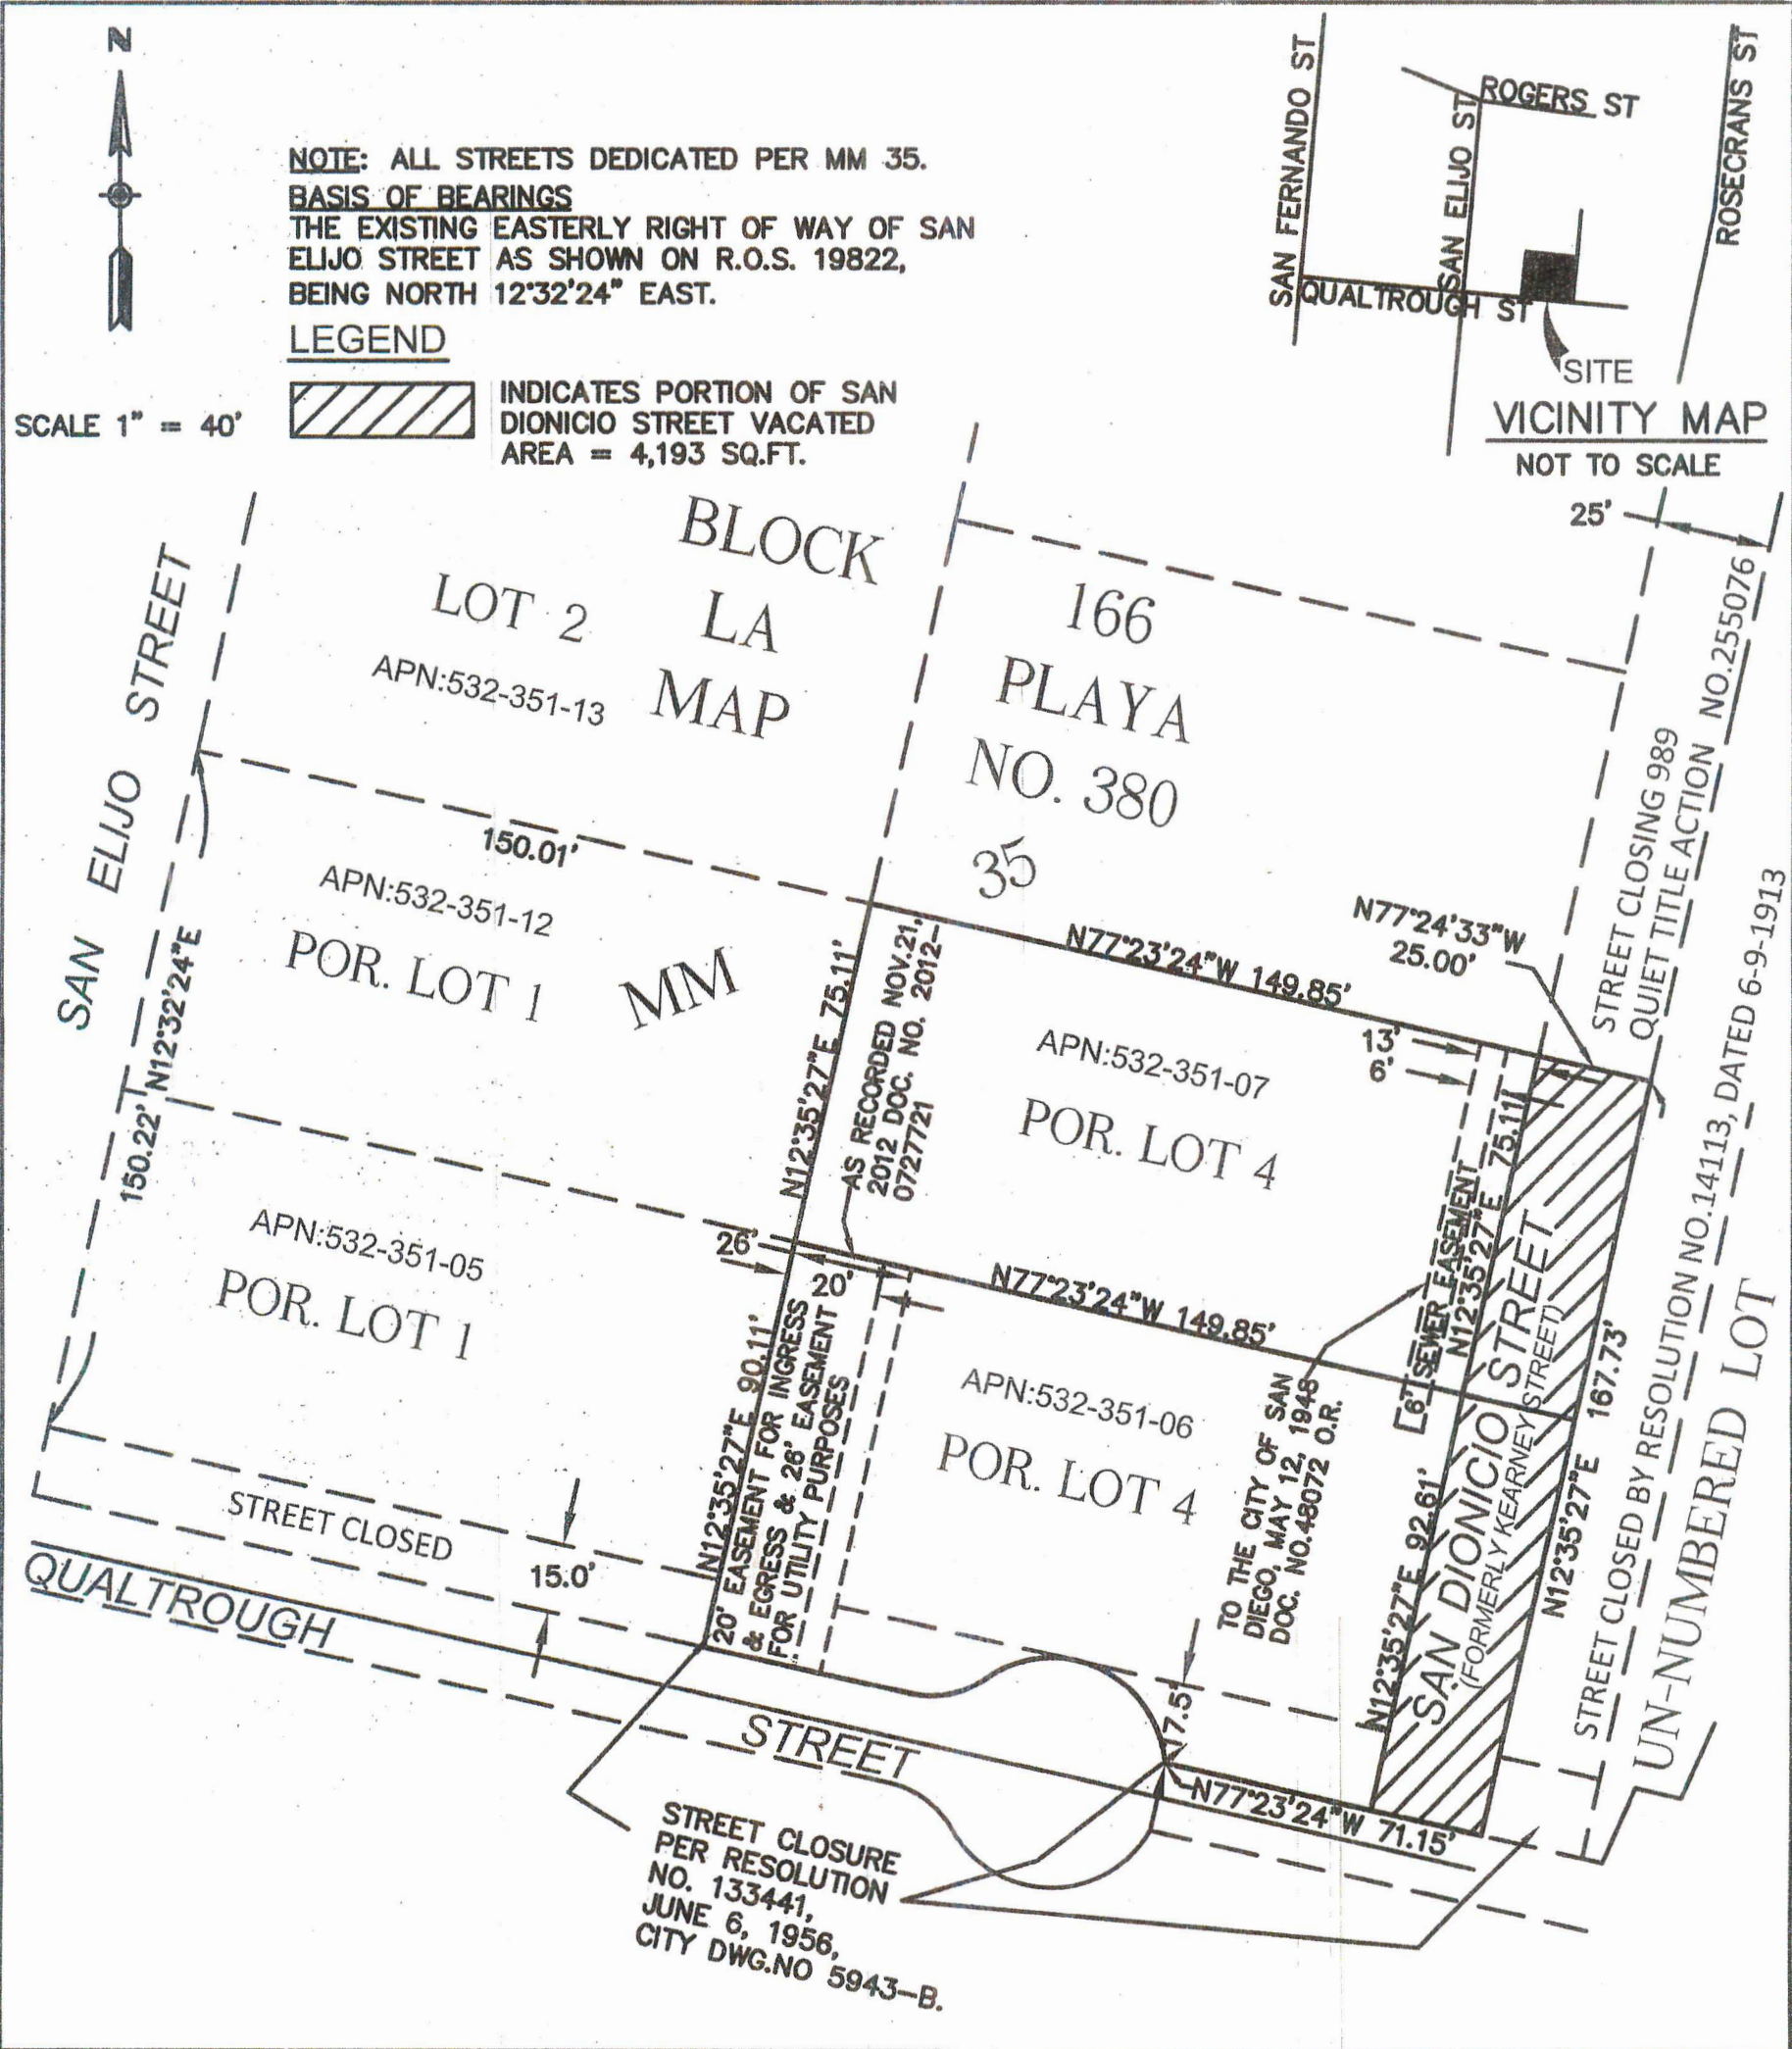 N
NOTE: ALL STREETS DEDICATED PER MM 35.
BASIS OF BEARINGS
THE EXISTING EASTERLY RIGHT OF WAY OF SAN
ELIJO STREET AS SHOWN ON R.O.S. 19822,
BEING NORTH 12°32'24" EAST.
LEGEND
INDICATES PORTION OF SAN
DIONICIO STREET VACATED
AREA = 4,193 SQ.FT.
SCALE 1" = 40'
SAN FERNANDO ST
SAN ELIJO ST
ROGERS ST
ROSECRANS ST
QUALTROUGH ST
SITE
VICINITY MAP
NOT TO SCALE
25'
BLOCK 166
LA PLAYA
MAP NO. 380
MM 35
LOT 2
APN:532-351-13
SAN ELIJO STREET
150.01'
N12°32'24"E
150.22'
APN:532-351-12
POR. LOT 1
APN:532-351-05
POR. LOT 1
N12°35'27"E 75.11'
AS RECORDED NOV.21,
2012 DOC. NO. 2012-
0727721
N77°23'24"W 149.85'
N77°24'33"W
25.00'
APN:532-351-07
POR. LOT 4
13'
6'
STREET CLOSING 989
QUIET TITLE ACTION NO.255076
6' SEWER EASEMENT
N12°35'27"E 75.11'
26'
20'
N77°23'24"W 149.85'
APN:532-351-06
POR. LOT 4
N12°35'27"E 90.11'
20' EASEMENT FOR INGRESS
& EGRESS & 26' EASEMENT
FOR UTILITY PURPOSES
TO THE CITY OF SAN
DIEGO, MAY 12, 1948
DOC. NO.48072 O.R.
N12°35'27"E 92.61'
SAN DIONICIO STREET
(FORMERLY KEARNEY STREET)
N12°35'27"E 167.73'
STREET CLOSED BY RESOLUTION NO.14113, DATED 6-9-1913
UN-NUMBERED LOT
STREET CLOSED
15.0'
17.5'
QUALTROUGH STREET
N77°23'24"W 71.15'
STREET CLOSURE
PER RESOLUTION
NO. 133441,
JUNE 6, 1956,
CITY DWG.NO 5943-B.